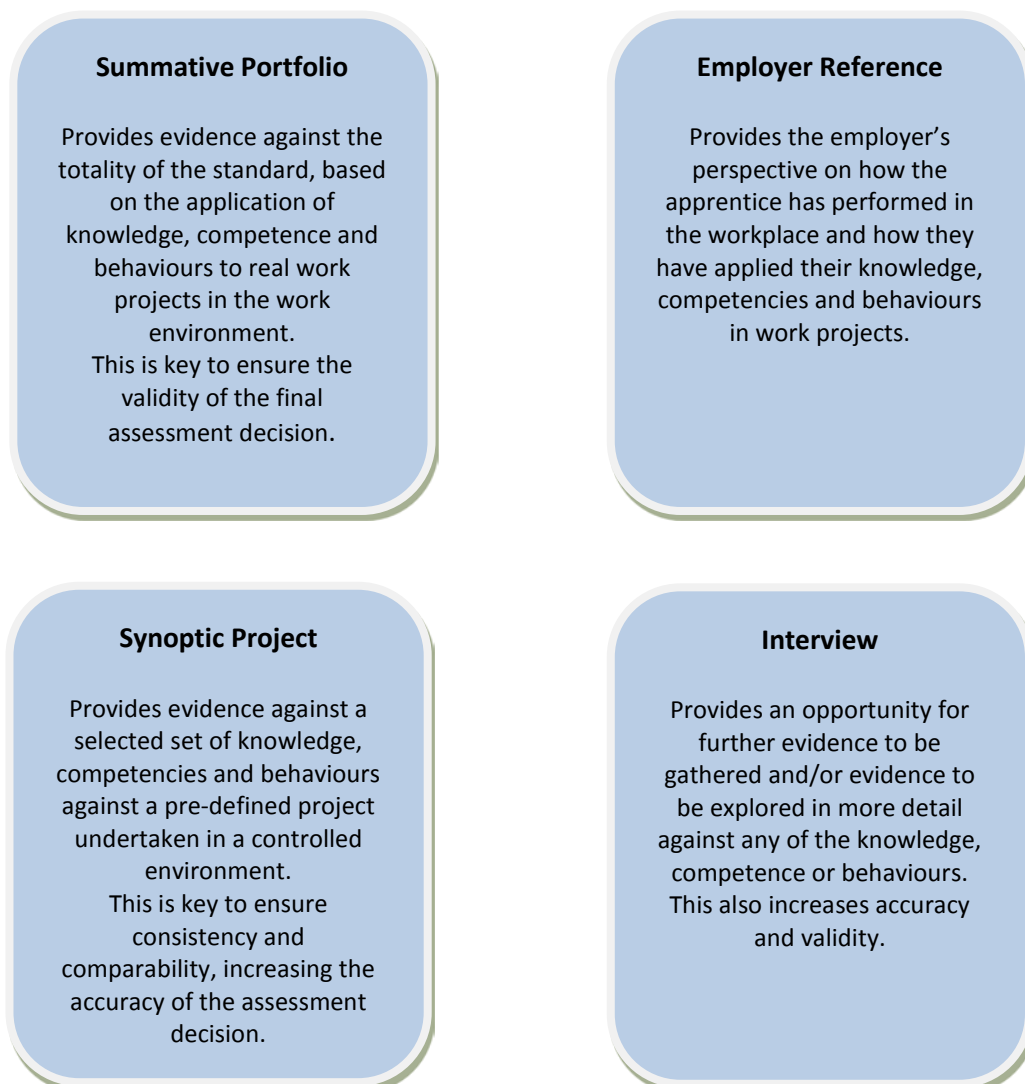 Summative Portfolio
Provides evidence against the
totality of the standard, based
on the application of
knowledge, competence and
behaviours to real work
projects in the work
environment.
This is key to ensure the
validity of the final
assessment decision.
Employer Reference
Provides the employer’s
perspective on how the
apprentice has performed in
the workplace and how they
have applied their knowledge,
competencies and behaviours
in work projects.
Synoptic Project
Provides evidence against a
selected set of knowledge,
competencies and behaviours
against a pre-defined project
undertaken in a controlled
environment.
This is key to ensure
consistency and
comparability, increasing the
accuracy of the assessment
decision.
Interview
Provides an opportunity for
further evidence to be
gathered and/or evidence to
be explored in more detail
against any of the knowledge,
competence or behaviours.
This also increases accuracy
and validity.